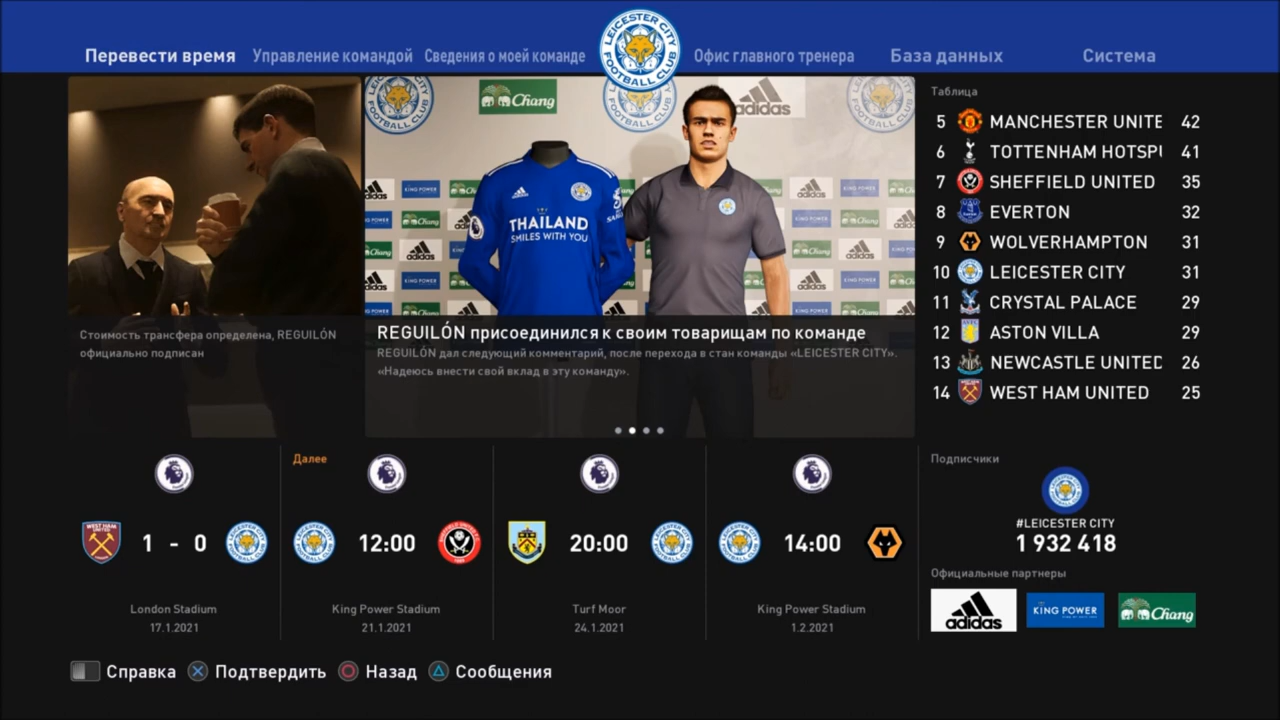 Перевести время
Управление командой
Сведения о моей команде
LEICESTER CITY
FOOTBALL CLUB
Офис главного тренера
База данных
Система
Chang
adidas
KING POWER
THAILAND
SMILES WITH YOU
Стоимость трансфера определена, REGUILÓN
официально подписан
REGUILÓN присоединился к своим товарищам по команде
REGUILÓN дал следующий комментарий, после перехода в стан команды «LEICESTER CITY».
«Надеюсь внести свой вклад в эту команду».
Таблица
5 MANCHESTER UNITE 42
6 TOTTENHAM HOTSPU 41
7 SHEFFIELD UNITED 35
8 EVERTON 32
9 WOLVERHAMPTON 31
10 LEICESTER CITY 31
11 CRYSTAL PALACE 29
12 ASTON VILLA 29
13 NEWCASTLE UNITED 26
14 WEST HAM UNITED 25
Далее
1 - 0
12:00
20:00
14:00
London Stadium
17.1.2021
King Power Stadium
21.1.2021
Turf Moor
24.1.2021
King Power Stadium
1.2.2021
Подписчики
#LEICESTER CITY
1 932 418
Официальные партнеры
adidas
KING POWER
Chang
Справка
Подтвердить
Назад
Сообщения